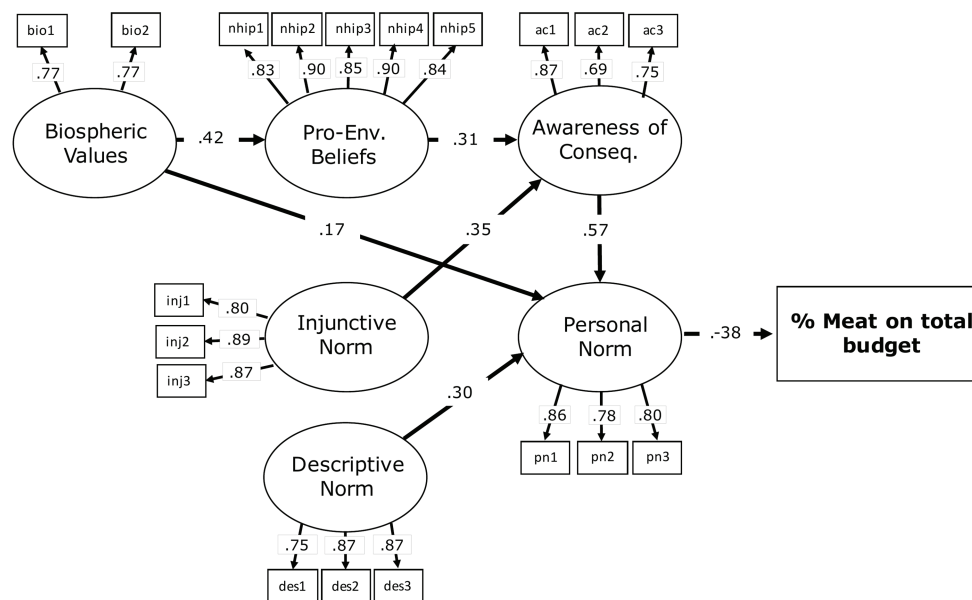 bio1
bio2
nhip1
nhip2
nhip3
nhip4
nhip5
ac1
ac2
ac3
.77
.77
.83
.90
.85
.90
.84
.87
.69
.75
Biospheric
Values
.42
Pro-Env.
Beliefs
.31
Awareness of
Conseq.
.17
.35
.57
inj1
.80
inj2
.89
inj3
.87
Injunctive
Norm
Personal
Norm
.-38
% Meat on total
budget
.30
.86
.78
.80
pn1
pn2
pn3
Descriptive
Norm
.75
.87
.87
des1
des2
des3